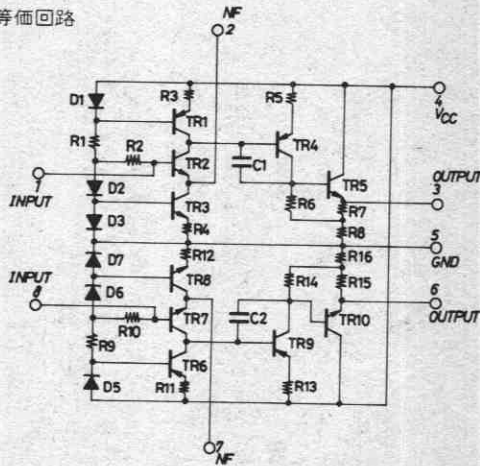 等価回路
NF
2
D1
R3
R5
4
VCC
TR1
TR4
R1
R2
TR2
C1
1
INPUT
D2
TR5
OUTPUT
3
TR3
R6
R7
D3
R4
R8
5
GND
D7
R12
R16
INPUT
TR8
R14
R15
8
D6
6
OUTPUT
R10
TR7
C2
TR10
R9
TR9
TR6
D5
R11
R13
7
NF